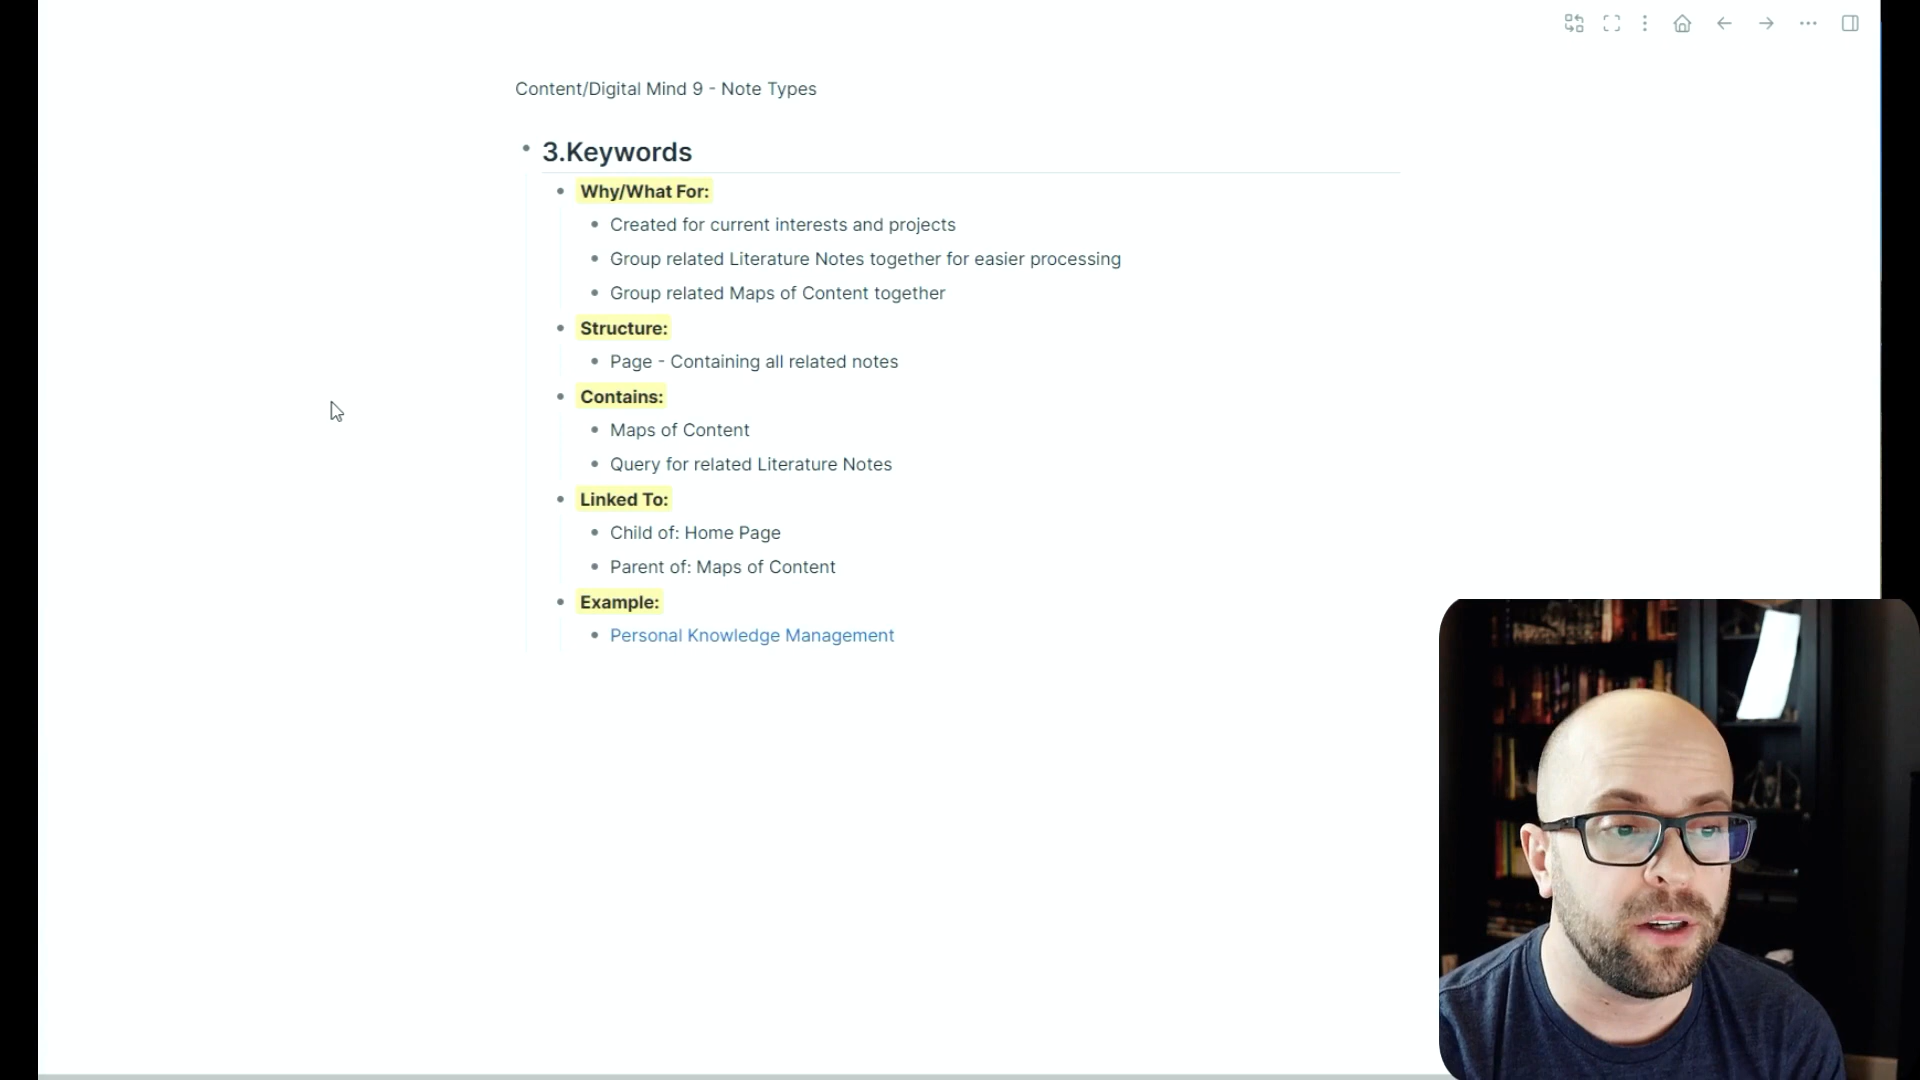 Content/Digital Mind 9 - Note Types
3.Keywords
Why/What For:
Created for current interests and projects
Group related Literature Notes together for easier processing
Group related Maps of Content together
Structure:
Page - Containing all related notes
Contains:
Maps of Content
Query for related Literature Notes
Linked To:
Child of: Home Page
Parent of: Maps of Content
Example:
Personal Knowledge Management